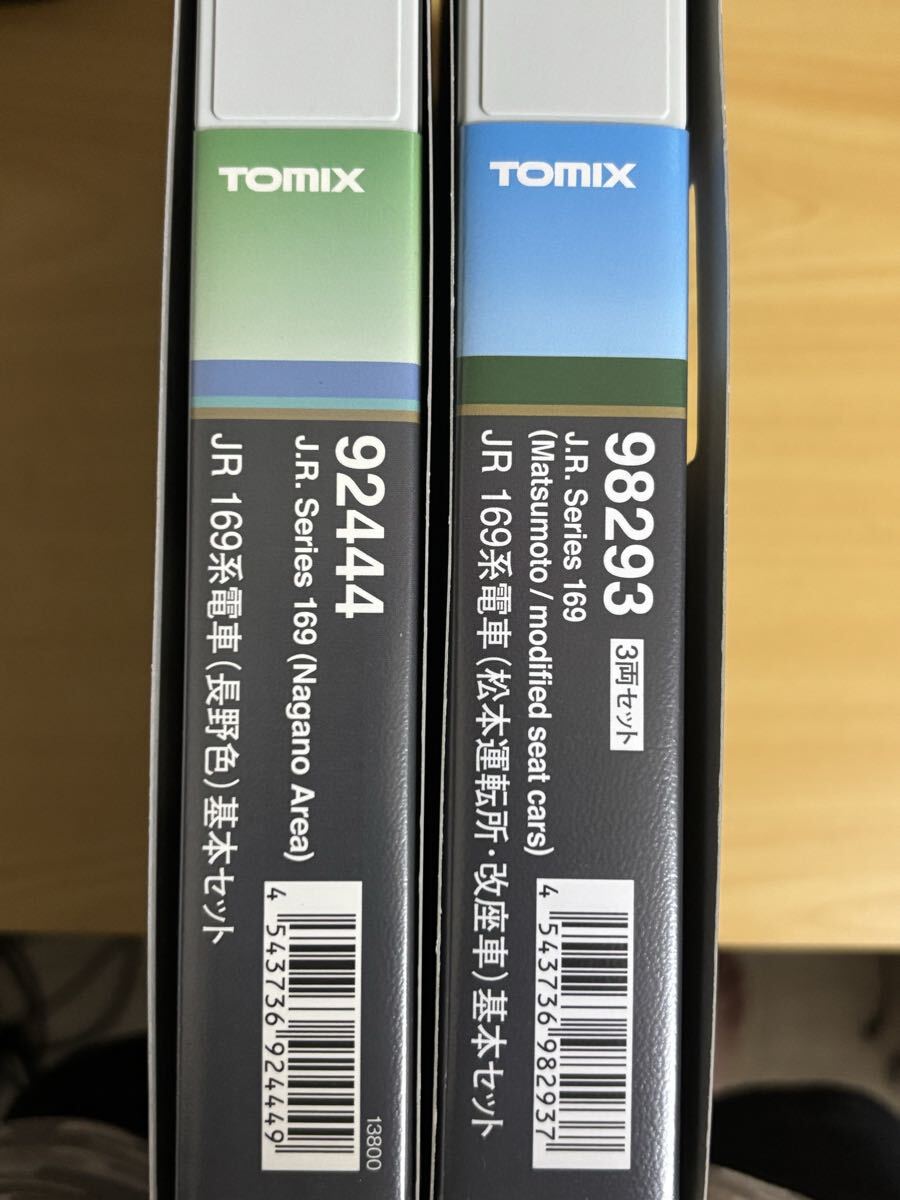 TOMIX
92444
J.R. Series 169 (Nagano Area)
JR 169系電車(長野色)基本セット
4 543736 924449
13800
TOMIX
98293
3両セット
J.R. Series 169
(Matsumoto / modified seat cars)
JR 169系電車(松本運転所・改座車)基本セット
4 543736 982937